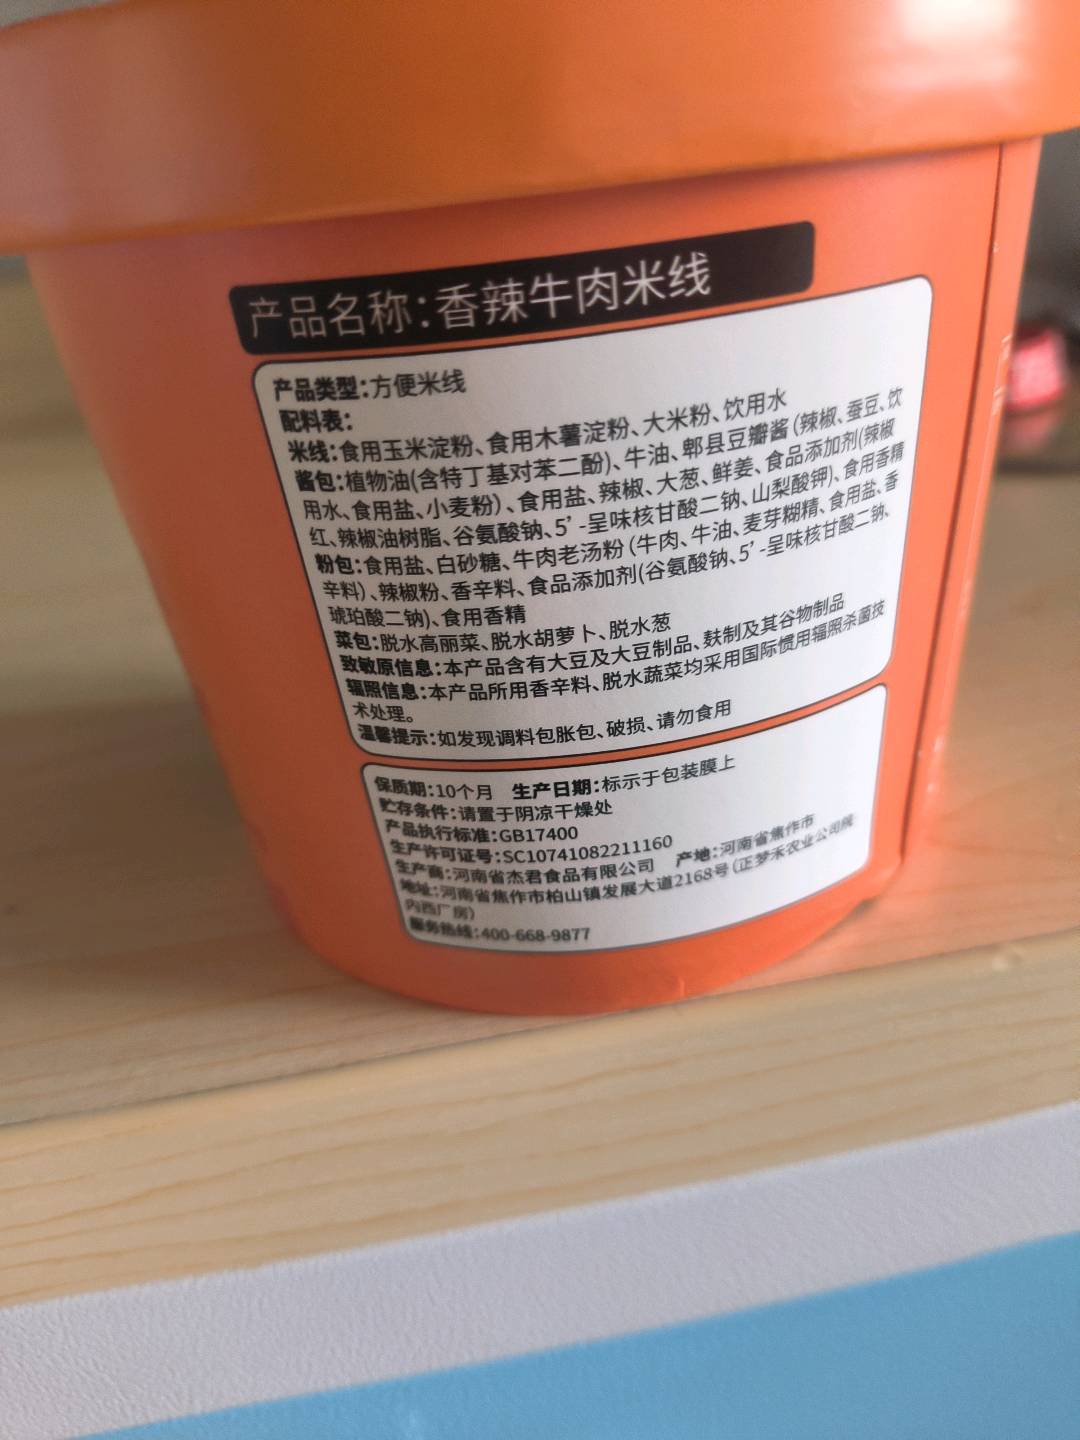 产品名称:香辣牛肉米线
产品类型:方便米线
配料表:
米线:食用玉米淀粉、食用木薯淀粉、大米粉、饮用水
酱包:植物油(含特丁基对苯二酚)、牛油、郫县豆瓣酱(辣椒、蚕豆、饮
用水、食用盐、小麦粉)、食用盐、辣椒、大葱、鲜姜、食品添加剂(辣椒
红、辣椒油树脂、谷氨酸钠、5’-呈味核甘酸二钠、山梨酸钾)、食用香精
粉包:食用盐、白砂糖、牛肉老汤粉(牛肉、牛油、麦芽糊精、食用盐、香
辛料)、辣椒粉、香辛料、食品添加剂(谷氨酸钠、5’-呈味核甘酸二钠、
琥珀酸二钠)、食用香精
菜包:脱水高丽菜、脱水胡萝卜、脱水葱
致敏原信息:本产品含有大豆及大豆制品、麸制及其谷物制品
辐照信息:本产品所用香辛料、脱水蔬菜均采用国际惯用辐照杀菌技
术处理。
温馨提示:如发现调料包胀包、破损、请勿食用
保质期:10个月 生产日期:标示于包装膜上
贮存条件:请置于阴凉干燥处
产品执行标准:GB17400
生产许可证号:SC10741082211160
生产商:河南省杰君食品有限公司 产地:河南省焦作市
地址:河南省焦作市柏山镇发展大道2168号(正梦禾农业公司院
内西厂房)
服务热线:400-668-9877